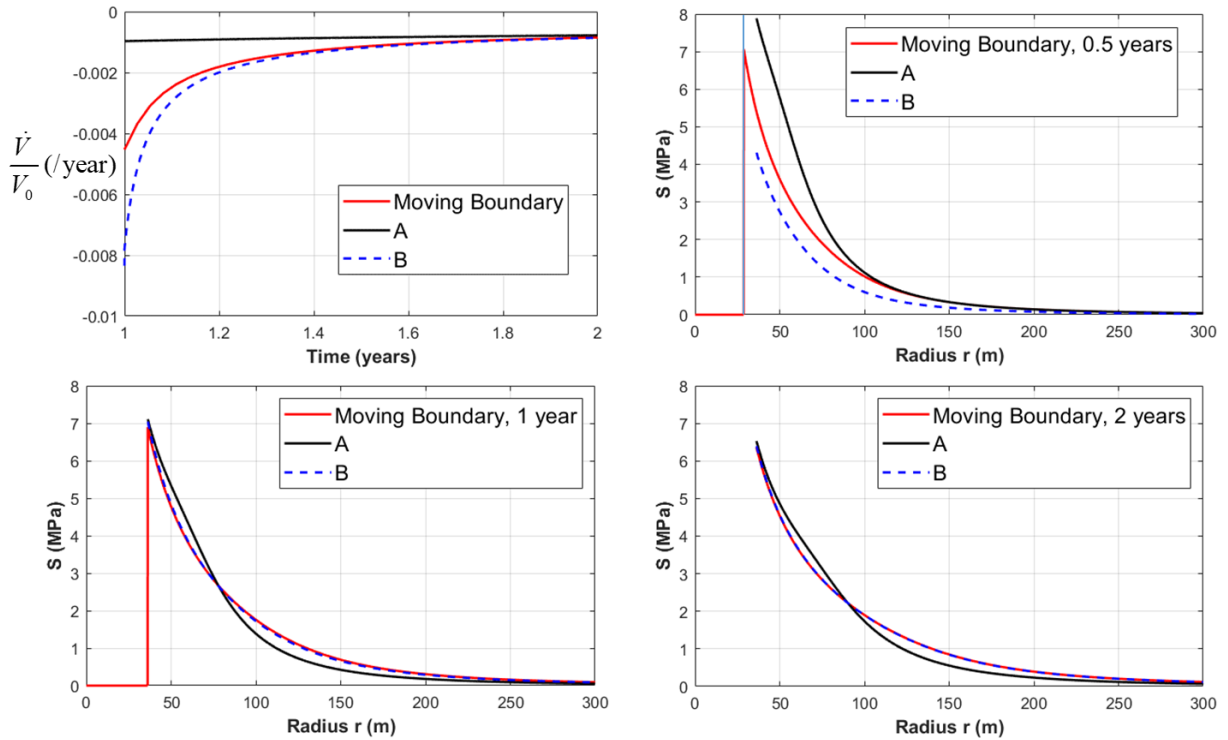 0
-0.002
-0.004
-0.006
-0.008
-0.01
V̇
V₀ (/year)
Moving Boundary
A
B
1 1.2 1.4 1.6 1.8 2
Time (years)
8
7
6
5
4
3
2
1
0
S (MPa)
Moving Boundary, 0.5 years
A
B
0 50 100 150 200 250 300
Radius r (m)
8
7
6
5
4
3
2
1
0
S (MPa)
Moving Boundary, 1 year
A
B
0 50 100 150 200 250 300
Radius r (m)
8
7
6
5
4
3
2
1
0
S (MPa)
Moving Boundary, 2 years
A
B
0 50 100 150 200 250 300
Radius r (m)